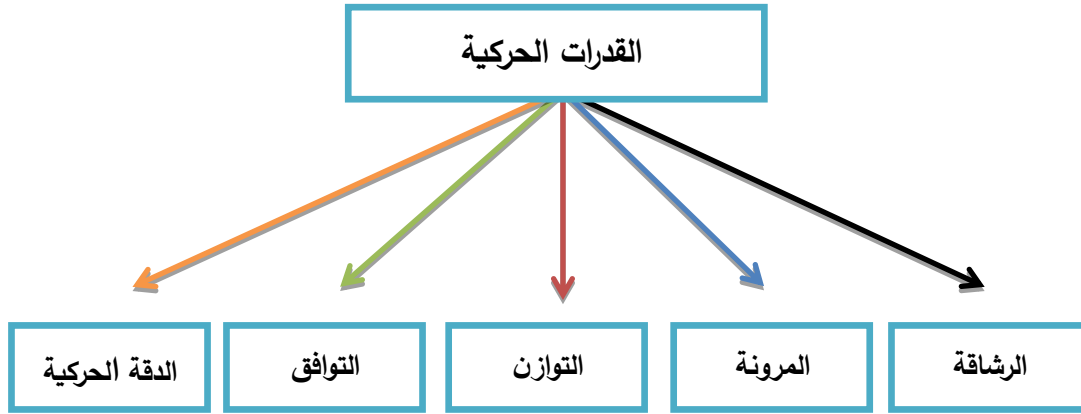 القدرات الحركية
الرشاقة
المرونة
التوازن
التوافق
الدقة الحركية